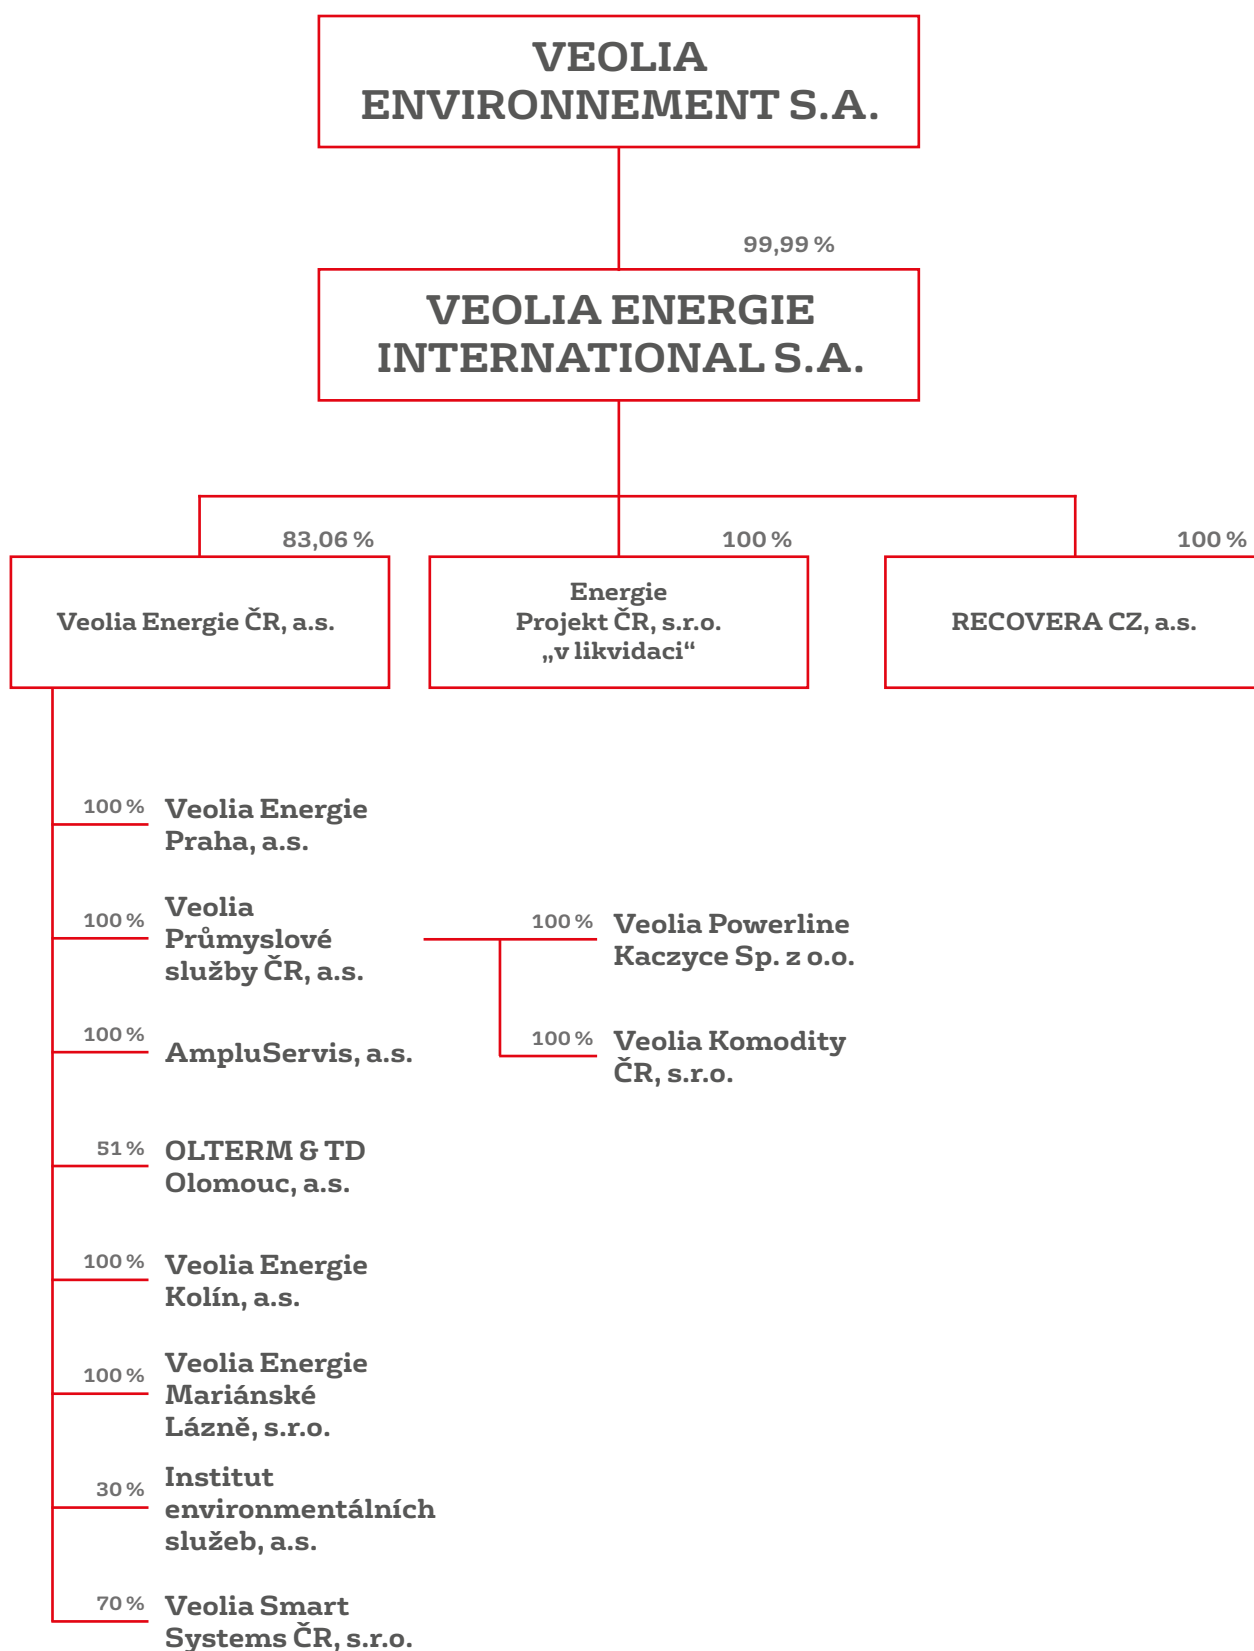 VEOLIA
ENVIRONNEMENT S.A.
99,99 %
VEOLIA ENERGIE
INTERNATIONAL S.A.
83,06 %
Veolia Energie ČR, a.s.
100 %
Energie
Projekt ČR, s.r.o.
„v likvidaci“
100 %
RECOVERA CZ, a.s.
100 %
Veolia Energie
Praha, a.s.
100 %
Veolia
Průmyslové
služby ČR, a.s.
100 %
Veolia Powerline
Kaczyce Sp. z o.o.
100 %
Veolia Komodity
ČR, s.r.o.
100 %
AmpluServis, a.s.
51 %
OLTERM & TD
Olomouc, a.s.
100 %
Veolia Energie
Kolín, a.s.
100 %
Veolia Energie
Mariánské
Lázně, s.r.o.
30 %
Institut
environmentálních
služeb, a.s.
70 %
Veolia Smart
Systems ČR, s.r.o.